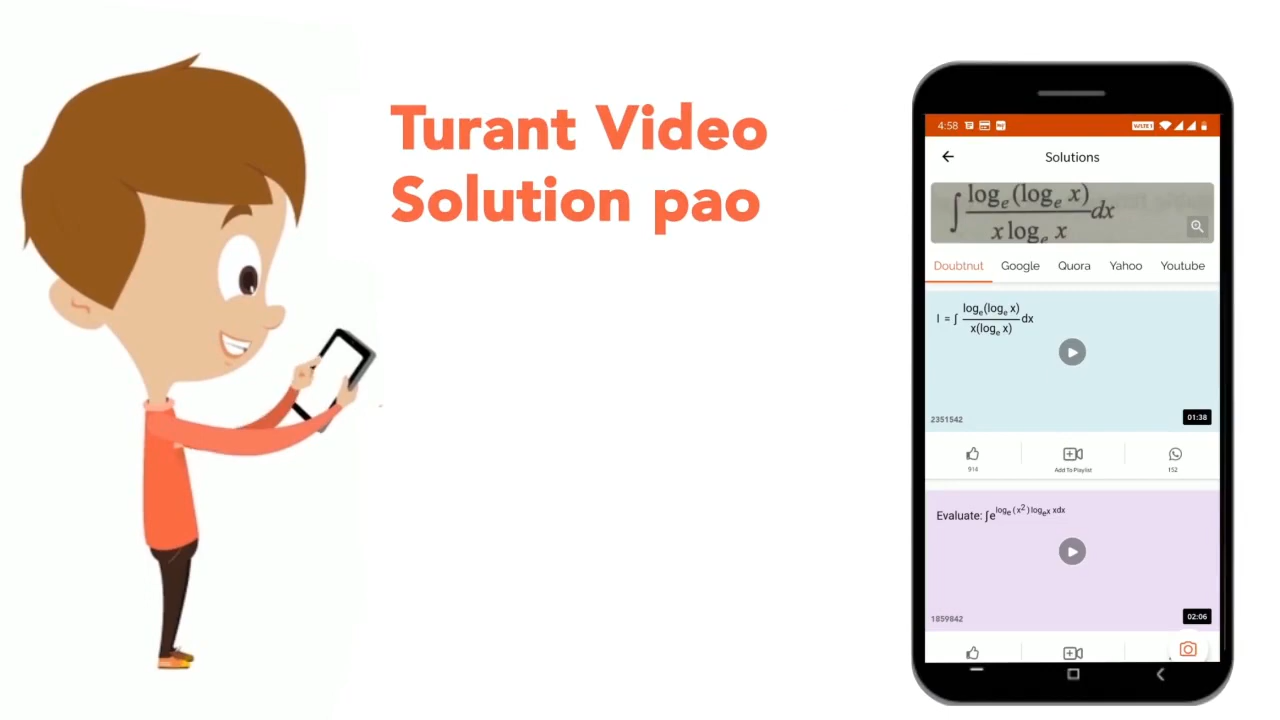 Turant Video
Solution pao
4:58
VoLTE1
Solutions
∫ logₑ(logₑ x) / x logₑ x dx
Doubtnut Google Quora Yahoo Youtube
I = ∫ logₑ(logₑ x) / x(logₑ x) dx
2351542 01:38
914 Add To Playlist 152
Evaluate: ∫e^logₑ(x²)logₑx xdx
1859842 02:06